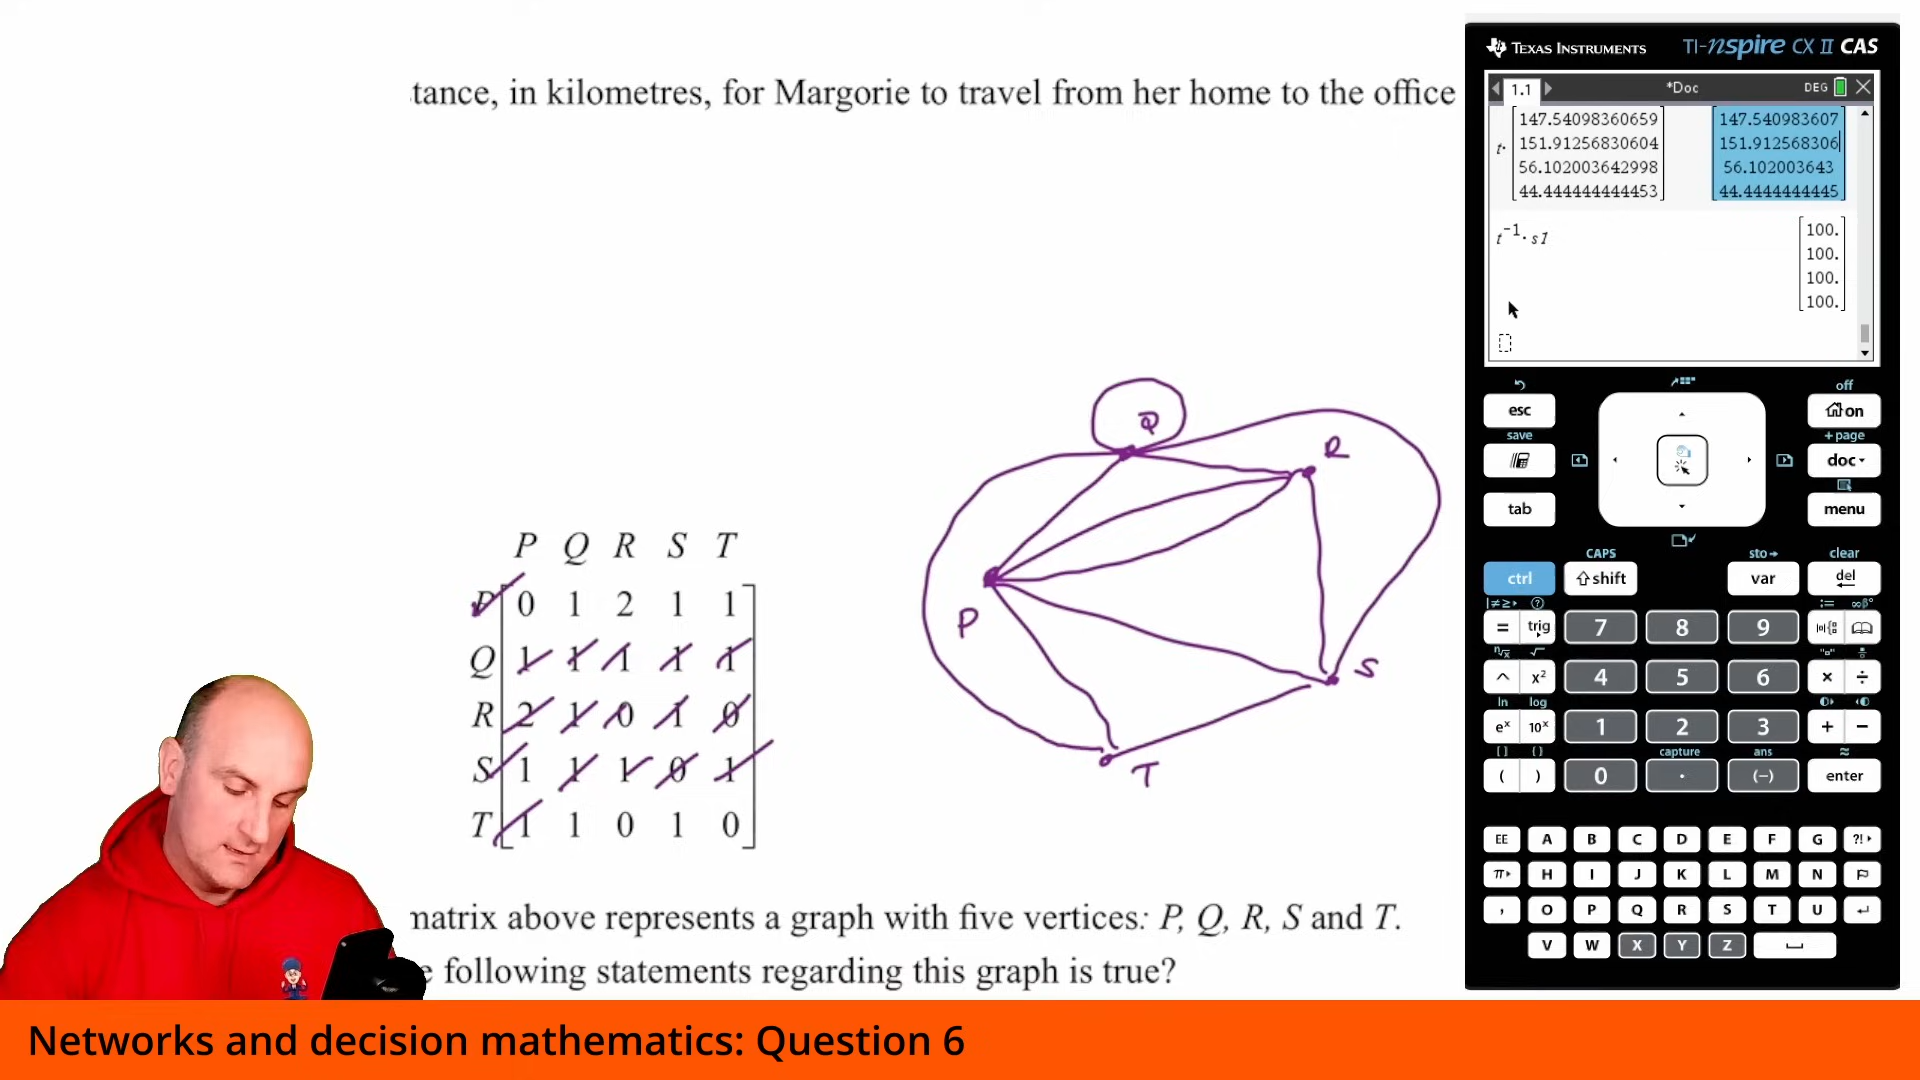 tance, in kilometres, for Margorie to travel from her home to the office
P Q R S T
P 0 1 2 1 1
Q 1 1 1 1 1
R 2 1 0 1 0
S 1 1 1 0 1
T 1 1 0 1 0
Q
R
P
S
T
matrix above represents a graph with five vertices: P, Q, R, S and T.
e following statements regarding this graph is true?
Networks and decision mathematics: Question 6
TEXAS INSTRUMENTS TI-nspire CX II CAS
1.1 *Doc DEG
147.54098360659 147.540983607
t· 151.91256830604 151.912568306
56.102003642998 56.102003643
44.444444444453 44.4444444445
t⁻¹·s1
100.
100.
100.
100.
off
esc on
save + page
doc
tab menu
CAPS sto→ clear
ctrl shift var del
|≠≥▸ ? :=
= trig 7 8 9
ⁿ√x √
^ x² 4 5 6 × ÷
ln log
eˣ 10ˣ 1 2 3 + −
[ ] { } capture ans ≈
( ) 0 . (−) enter
EE A B C D E F G ?!▸
π▸ H I J K L M N
, O P Q R S T U
V W X Y Z